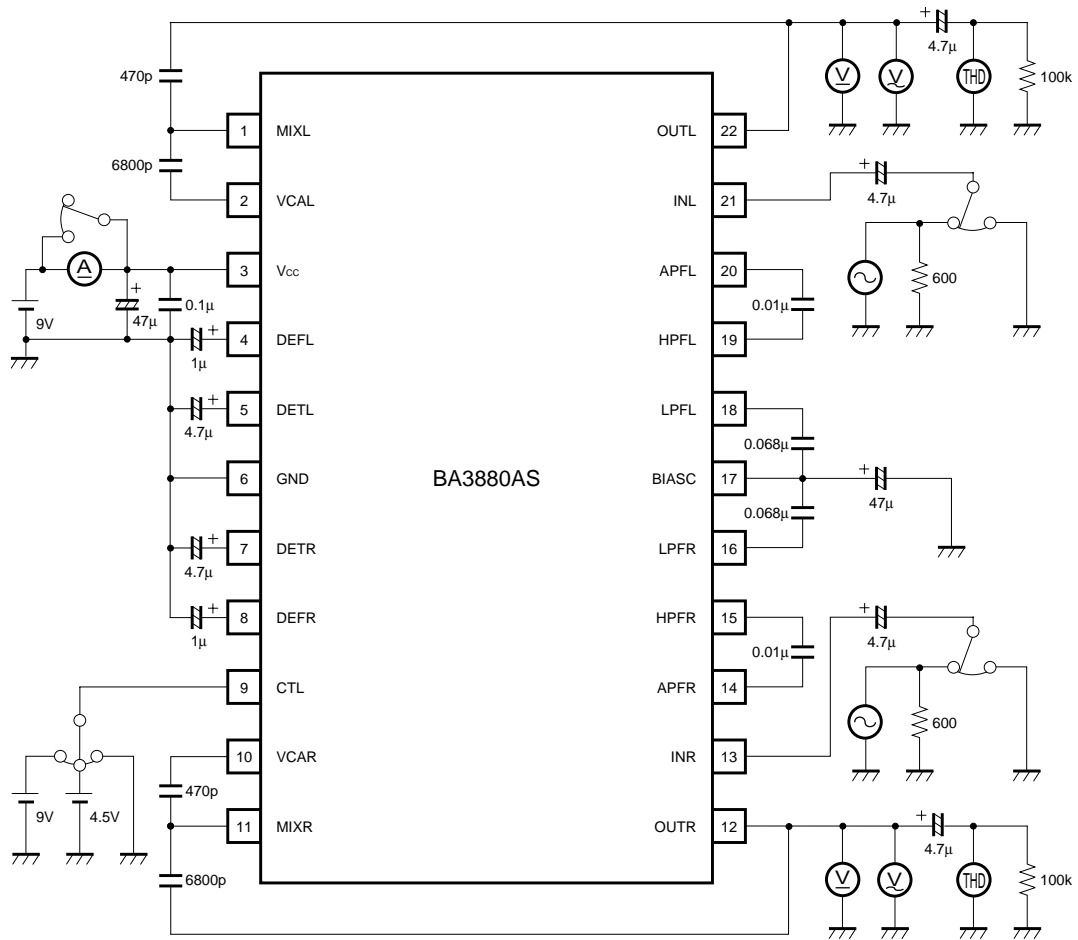 4.7μ
470p
V
V
THD
100k
1
MIXL
OUTL
22
6800p
4.7μ
2
VCAL
INL
21
A
3
Vcc
APFL
20
9V
47μ
0.1μ
0.01μ
600
4
DEFL
HPFL
19
1μ
5
DETL
LPFL
18
4.7μ
0.068μ
6
GND
BA3880AS
BIASC
17
47μ
0.068μ
7
DETR
LPFR
16
4.7μ
8
DEFR
HPFR
15
1μ
4.7μ
0.01μ
9
CTL
APFR
14
600
10
VCAR
INR
13
9V
4.5V
470p
11
MIXR
OUTR
12
4.7μ
6800p
V
V
THD
100k